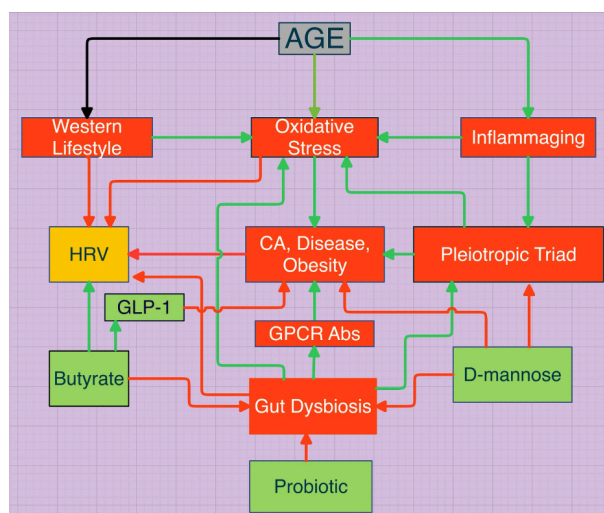 AGE
Western
Lifestyle
Oxidative
Stress
Inflammaging
HRV
CA, Disease,
Obesity
Pleiotropic Triad
GLP-1
GPCR Abs
Butyrate
D-mannose
Gut Dysbiosis
Probiotic